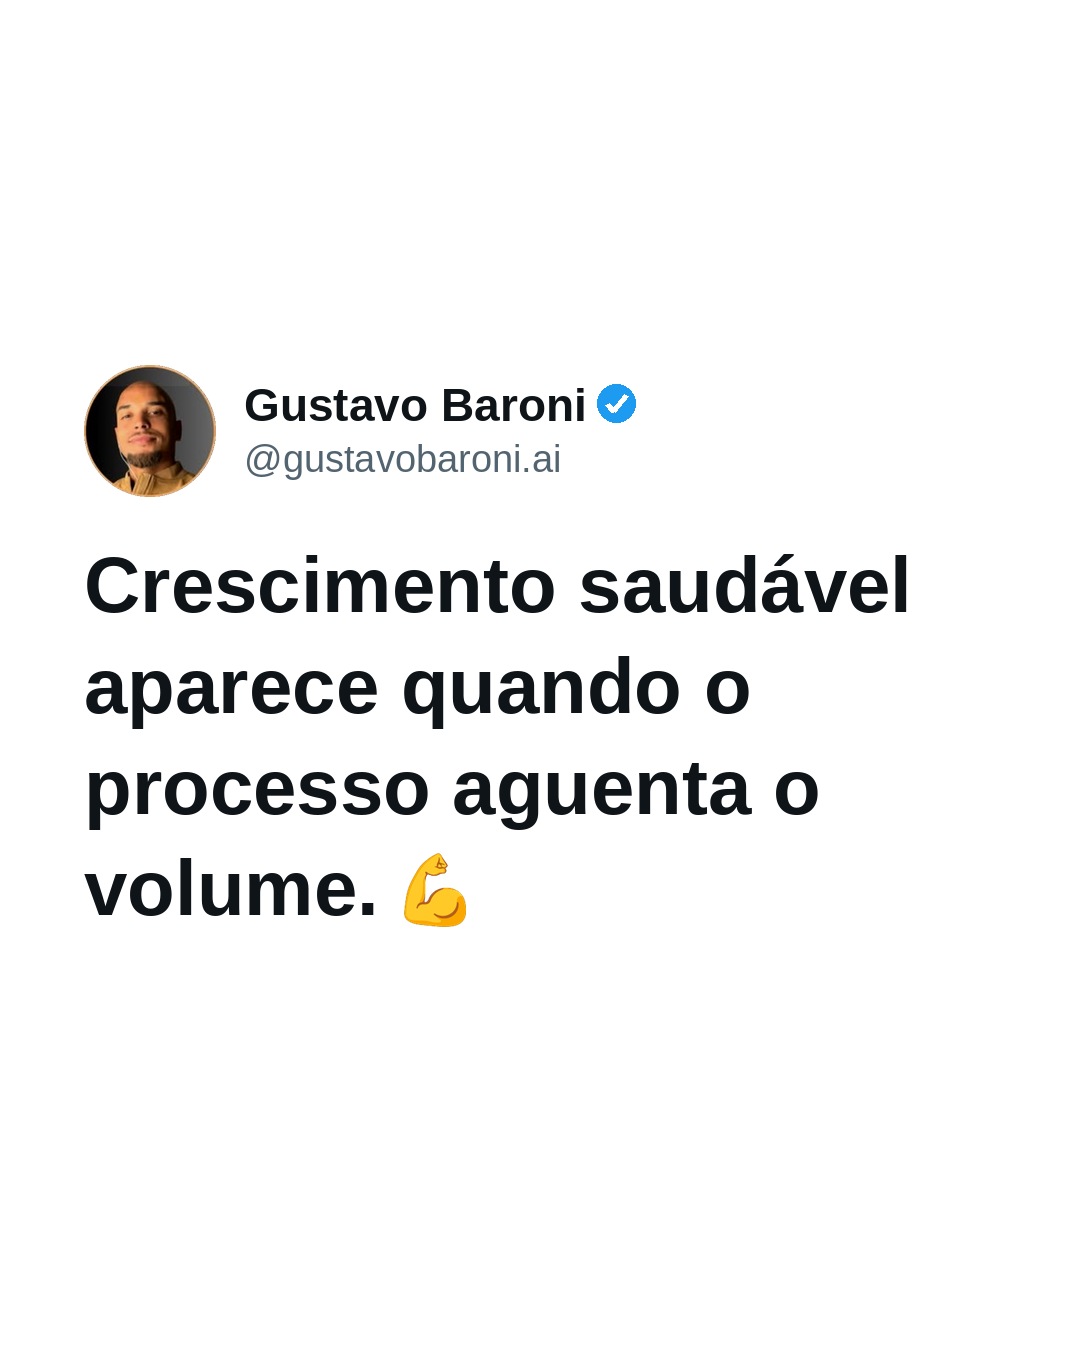 Gustavo Baroni
@gustavobaroni.ai
Crescimento saudável
aparece quando o
processo aguenta o
volume. 💪